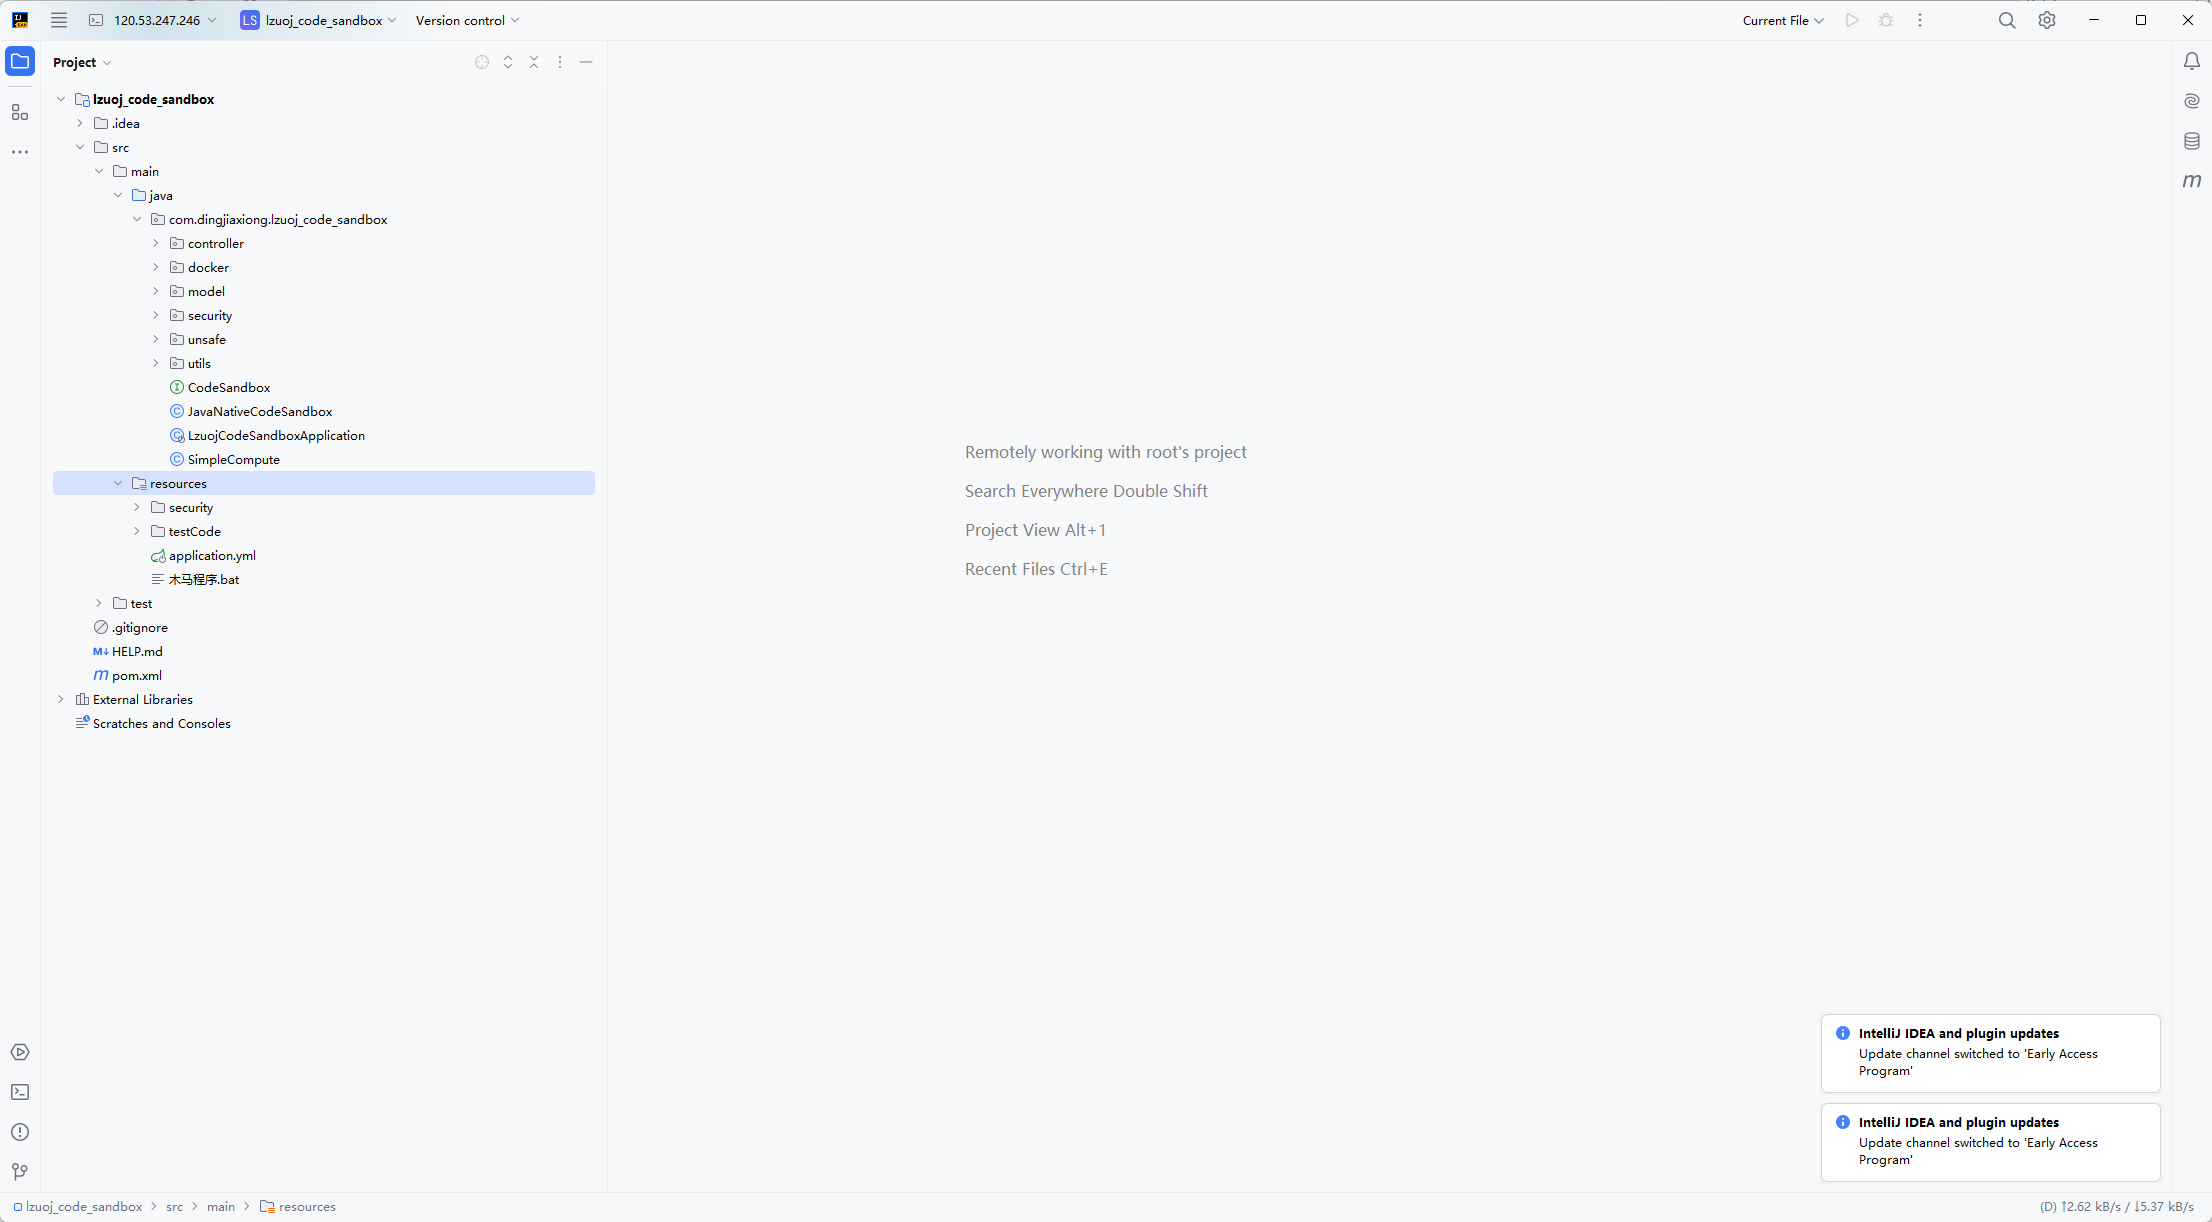 120.53.247.246
LS lzuoj_code_sandbox
Version control
Current File
Project
lzuoj_code_sandbox
.idea
src
main
java
com.dingjiaxiong.lzuoj_code_sandbox
controller
docker
model
security
unsafe
utils
CodeSandbox
JavaNativeCodeSandbox
LzuojCodeSandboxApplication
SimpleCompute
resources
security
testCode
application.yml
木马程序.bat
test
.gitignore
HELP.md
pom.xml
External Libraries
Scratches and Consoles
Remotely working with root's project
Search Everywhere Double Shift
Project View Alt+1
Recent Files Ctrl+E
IntelliJ IDEA and plugin updates
Update channel switched to 'Early Access
Program'
IntelliJ IDEA and plugin updates
Update channel switched to 'Early Access
Program'
lzuoj_code_sandbox > src > main > resources
(D) ↑2.62 kB/s / ↓5.37 kB/s